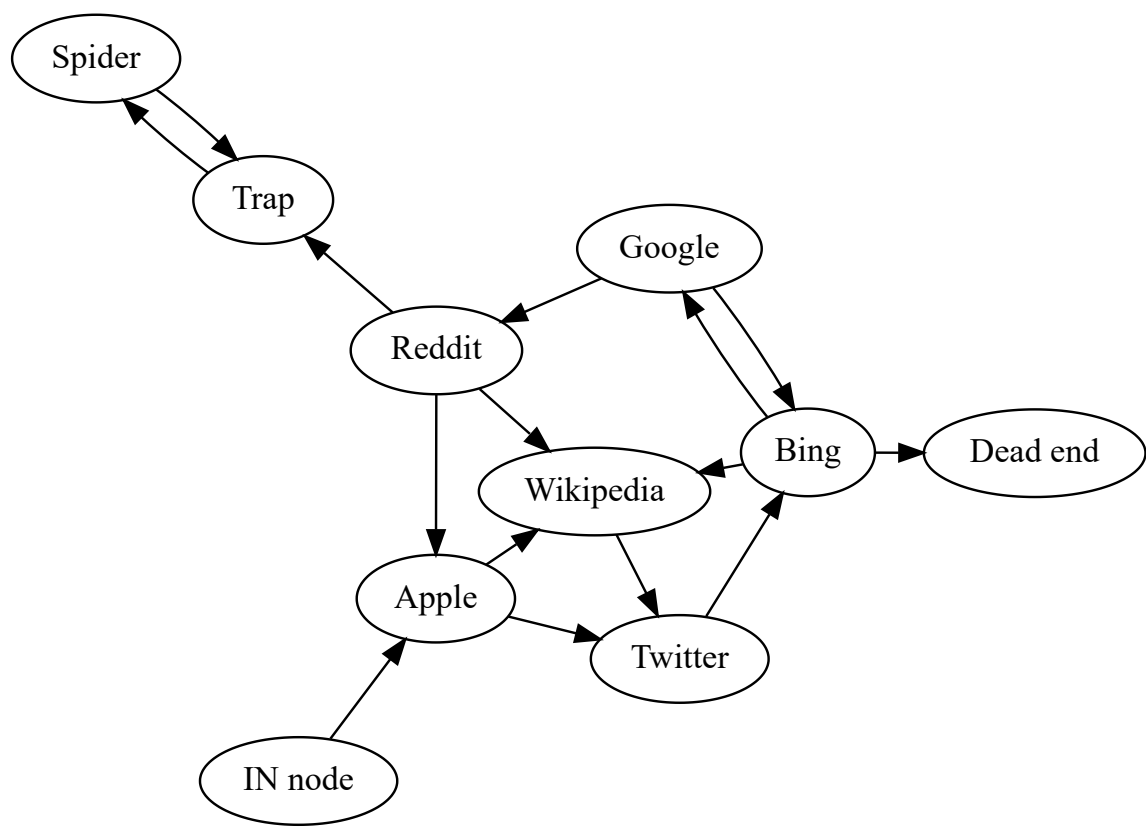 Spider
Trap
Google
Reddit
Bing
Dead end
Wikipedia
Apple
Twitter
IN node